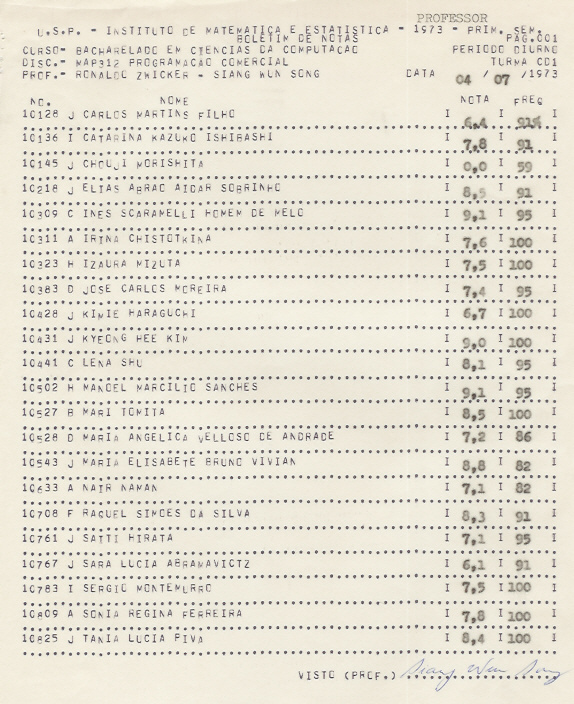 PROFESSOR
U.S.P. - INSTITUTO DE MATEMATICA E ESTATISTICA - 1973 - PRIM. SEM.
BOLETIM DE NOTAS PAG.001
CURSO- BACHARELADO EM CIENCIAS DA COMPUTACAO PERIODO DIURNO
DISC.- MAP312 PROGRAMACAO COMERCIAL TURMA CD1
PROF.- RONALDO ZWICKER - SIANG WUN SONG DATA 04 / 07 /1973
NO. NOME NOTA FREQ
10128 J CARLOS MARTINS FILHO I 6,4 I 91% I
10136 I CATARINA KAZUKO ISHIBASHI I 7,8 I 91 I
10145 J CHOUJI MORISHITA I 0,0 I 59 I
10218 J ELIAS ABRAO AIDAR SOBRINHO I 8,5 I 91 I
10309 C INES SCARAMELLI HOMEM DE MELO I 9,1 I 95 I
10311 A IRINA CHISTOTKINA I 7,6 I 100 I
10323 H IZAURA MIZUTA I 7,5 I 100 I
10383 D JOSE CARLOS MOREIRA I 7,4 I 95 I
10428 J KIMIE HARAGUCHI I 6,7 I 100 I
10431 J KYEONG HEE KIM I 9,0 I 100 I
10441 C LENA SHU I 8,1 I 95 I
10502 H MANOEL MARCILIO SANCHES I 9,1 I 95 I
10527 B MARI TOMITA I 8,5 I 100 I
10528 D MARIA ANGELICA VELLOSO DE ANDRADE I 7,2 I 86 I
10543 J MARIA ELISABETE BRUNO VIVIAN I 8,8 I 82 I
10633 A NAIR NAMAN I 7,1 I 82 I
10708 F RAQUEL SIMOES DA SILVA I 8,3 I 91 I
10761 J SATTI HIRATA I 7,1 I 95 I
10767 J SARA LUCIA ABRAMAVICTZ I 6,1 I 91 I
10783 I SERGIO MONTEMURRO I 7,5 I 100 I
10809 A SONIA REGINA FERREIRA I 7,8 I 100 I
10825 J TANIA LUCIA PIVA I 8,4 I 100 I
VISTO (PROF.) Siang Wun Song